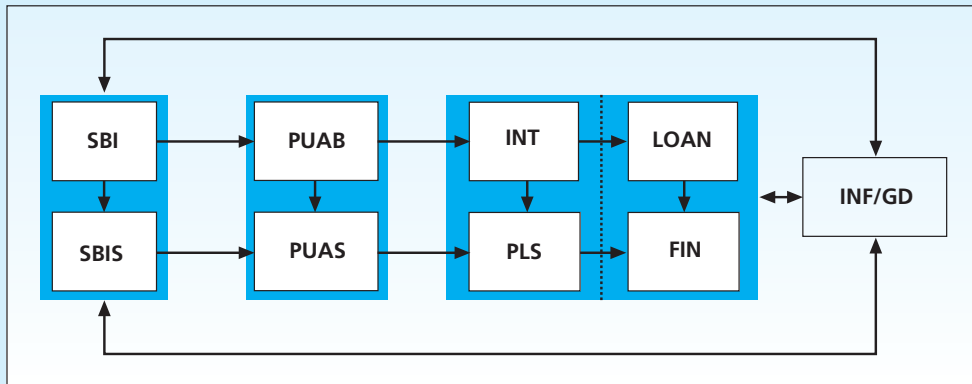 SBI
PUAB
INT
LOAN
INF/GD
SBIS
PUAS
PLS
FIN